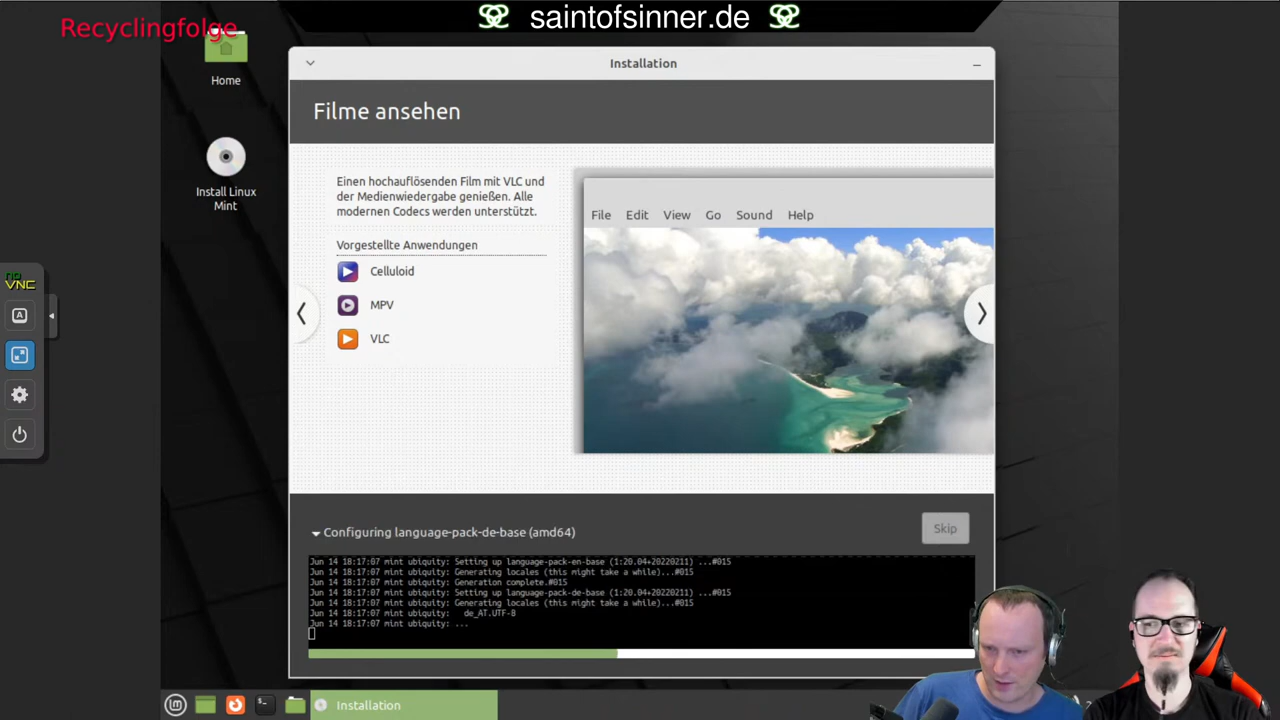 Recyclingfolge
saintofsinner.de
Home
Install Linux
Mint
Installation
Filme ansehen
Einen hochauflösenden Film mit VLC und
der Medienwiedergabe genießen. Alle
modernen Codecs werden unterstützt.
Vorgestellte Anwendungen
Celluloid
MPV
VLC
File Edit View Go Sound Help
no
VNC
A
Configuring language-pack-de-base (amd64)
Skip
Jun 14 18:17:07 mint ubiquity: Setting up language-pack-en-base (1:20.04+20220211) ...#015
Jun 14 18:17:07 mint ubiquity: Generating locales (this might take a while)...#015
Jun 14 18:17:07 mint ubiquity: Generation complete.#015
Jun 14 18:17:07 mint ubiquity: Setting up language-pack-de-base (1:20.04+20220211) ...#015
Jun 14 18:17:07 mint ubiquity: Generating locales (this might take a while)...#015
Jun 14 18:17:07 mint ubiquity:   de_AT.UTF-8
Jun 14 18:17:07 mint ubiquity: ...
Installation